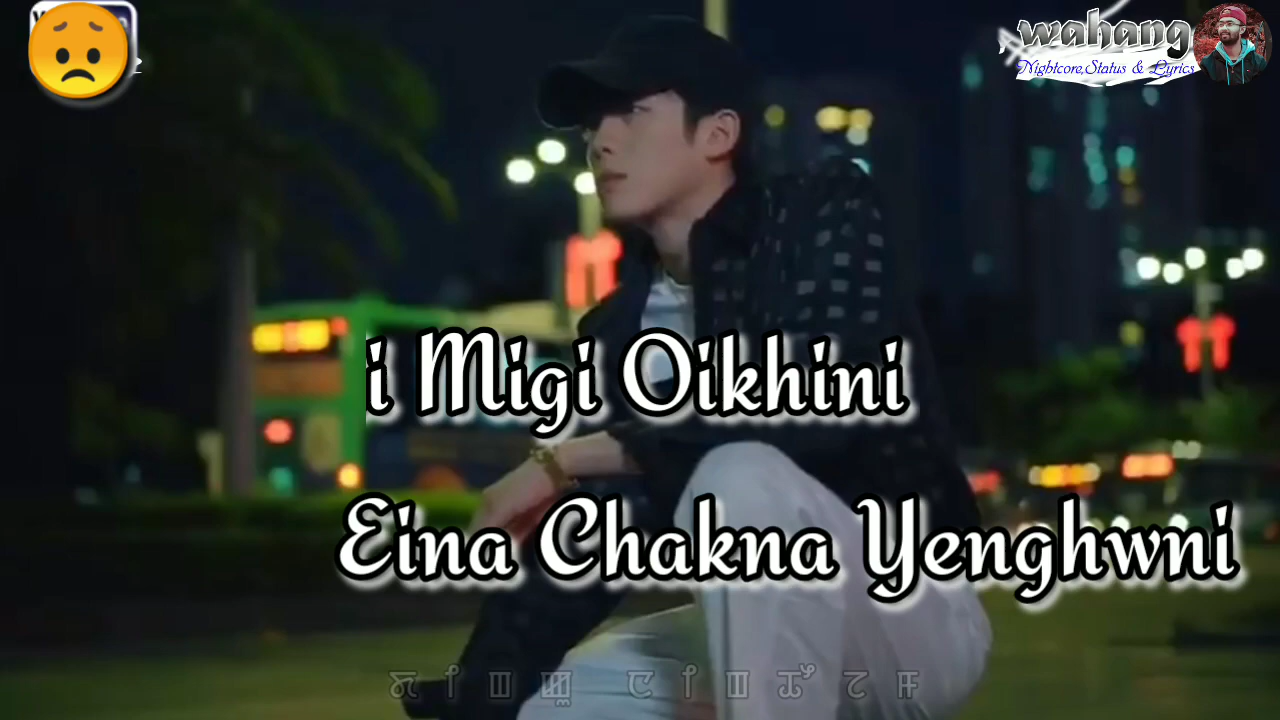 wahang
Nightcore,Status & Lyrics
i Migi Oikhini
Eina Chakna Yenghwni